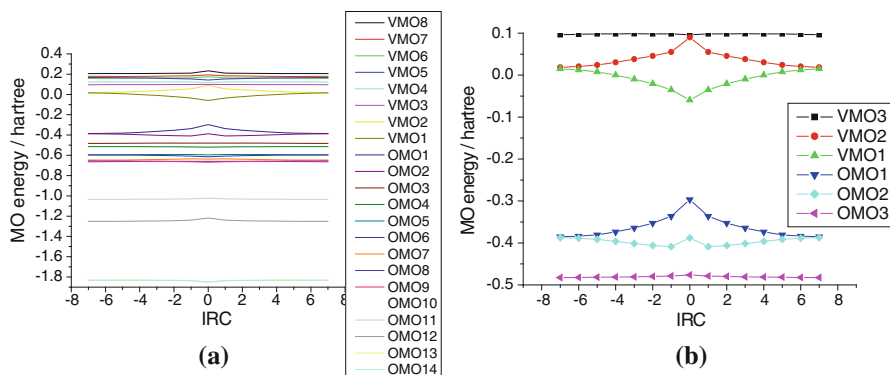 MO energy / hartree
0.4
0.2
0.0
-0.2
-0.4
-0.6
-0.8
-1.0
-1.2
-1.4
-1.6
-1.8
-8 -6 -4 -2 0 2 4 6 8
IRC
(a)
VMO8
VMO7
VMO6
VMO5
VMO4
VMO3
VMO2
VMO1
OMO1
OMO2
OMO3
OMO4
OMO5
OMO6
OMO7
OMO8
OMO9
OMO10
OMO11
OMO12
OMO13
OMO14
MO energy / hartree
0.1
0.0
-0.1
-0.2
-0.3
-0.4
-0.5
-8 -6 -4 -2 0 2 4 6 8
IRC
(b)
VMO3
VMO2
VMO1
OMO1
OMO2
OMO3